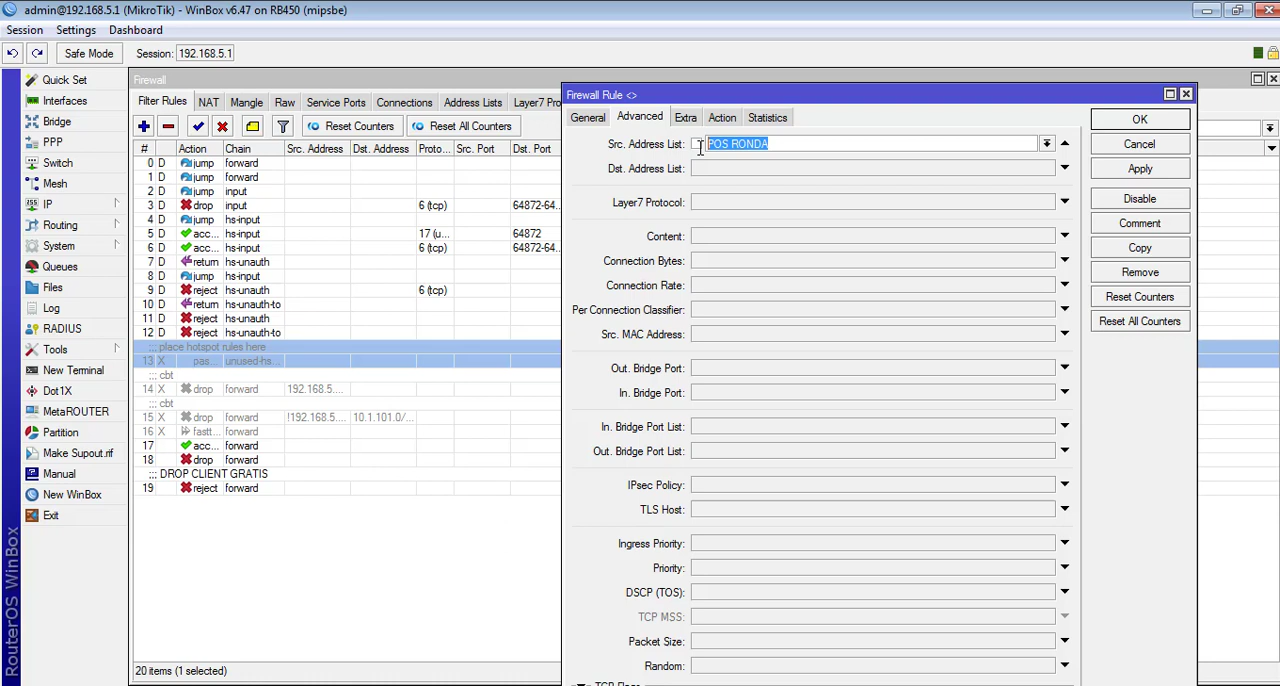 admin@192.168.5.1 (MikroTik) - WinBox v6.47 on RB450 (mipsbe)
Session Settings Dashboard
Safe Mode Session: 192.168.5.1
Quick Set
Interfaces
Bridge
PPP
Switch
Mesh
IP
Routing
System
Queues
Files
Log
RADIUS
Tools
New Terminal
Dot1X
MetaROUTER
Partition
Make Supout.rif
Manual
New WinBox
Exit
RouterOS WinBox
Firewall
Filter Rules NAT Mangle Raw Service Ports Connections Address Lists Layer7 Pro
Reset Counters Reset All Counters
# Action Chain Src. Address Dst. Address Proto... Src. Port Dst. Port
0 D jump forward
1 D jump forward
2 D jump input
3 D drop input 6 (tcp) 64872-64...
4 D jump hs-input
5 D acc... hs-input 17 (u... 64872
6 D acc... hs-input 6 (tcp) 64872-64...
7 D return hs-unauth
8 D jump hs-input
9 D reject hs-unauth 6 (tcp)
10 D return hs-unauth-to
11 D reject hs-unauth
12 D reject hs-unauth-to
;;; place hotspot rules here
13 X pas... unused-hs...
;;; cbt
14 X drop forward 192.168.5....
;;; cbt
15 X drop forward !192.168.5.... 10.1.101.0/...
16 X fastt... forward
17 acc... forward
18 drop forward
;;; DROP CLIENT GRATIS
19 reject forward
20 items (1 selected)
Firewall Rule <>
General Advanced Extra Action Statistics
Src. Address List: POS RONDA
Dst. Address List:
Layer7 Protocol:
Content:
Connection Bytes:
Connection Rate:
Per Connection Classifier:
Src. MAC Address:
Out. Bridge Port:
In. Bridge Port:
In. Bridge Port List:
Out. Bridge Port List:
IPsec Policy:
TLS Host:
Ingress Priority:
Priority:
DSCP (TOS):
TCP MSS:
Packet Size:
Random:
TCP Flags
OK
Cancel
Apply
Disable
Comment
Copy
Remove
Reset Counters
Reset All Counters